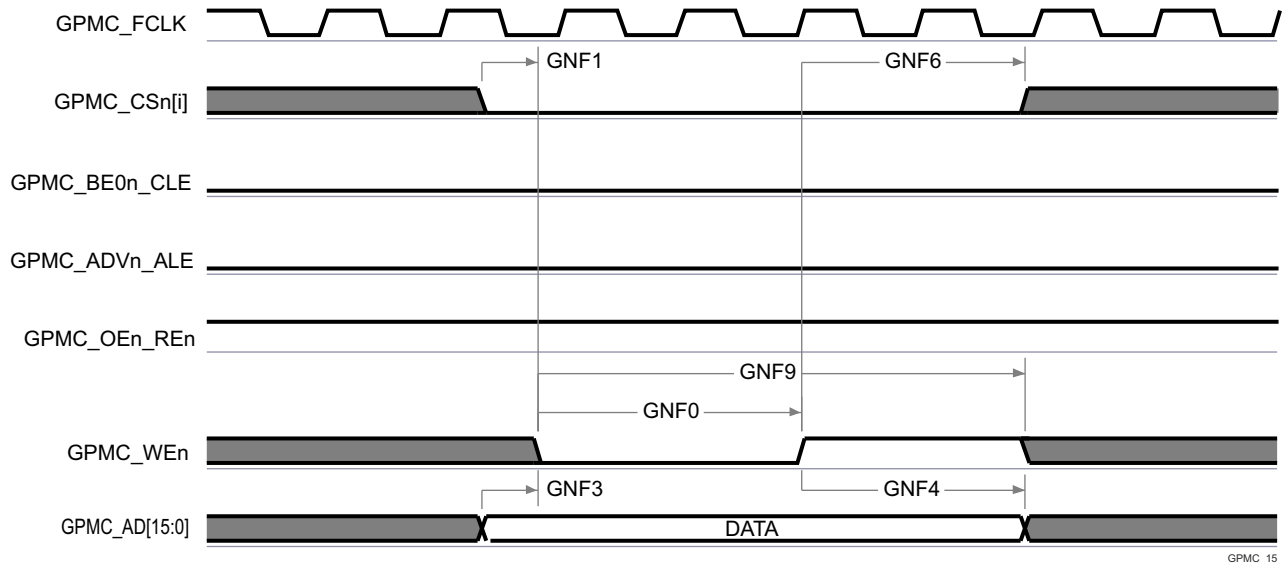 GPMC_FCLK
GNF1
GNF6
GPMC_CSn[i]
GPMC_BE0n_CLE
GPMC_ADVn_ALE
GPMC_OEn_REn
GNF9
GNF0
GPMC_WEn
GNF3
GNF4
GPMC_AD[15:0]
DATA
GPMC_15